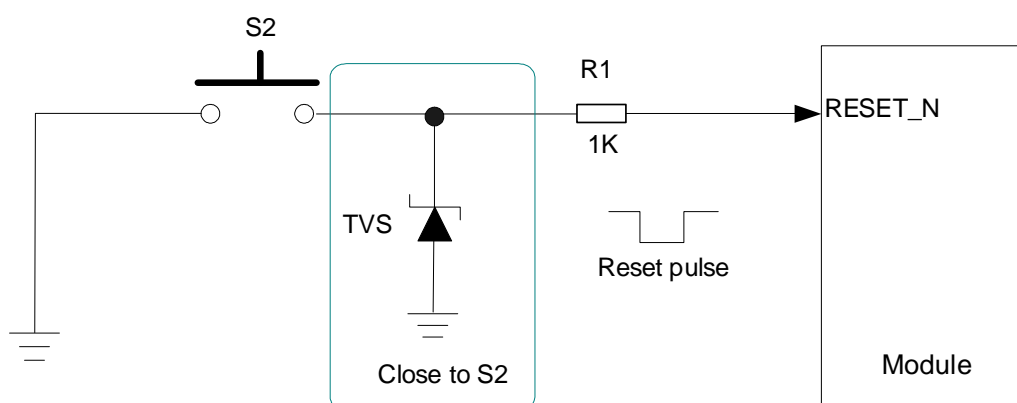 S2
R1
RESET_N
1K
TVS
Reset pulse
Close to S2
Module